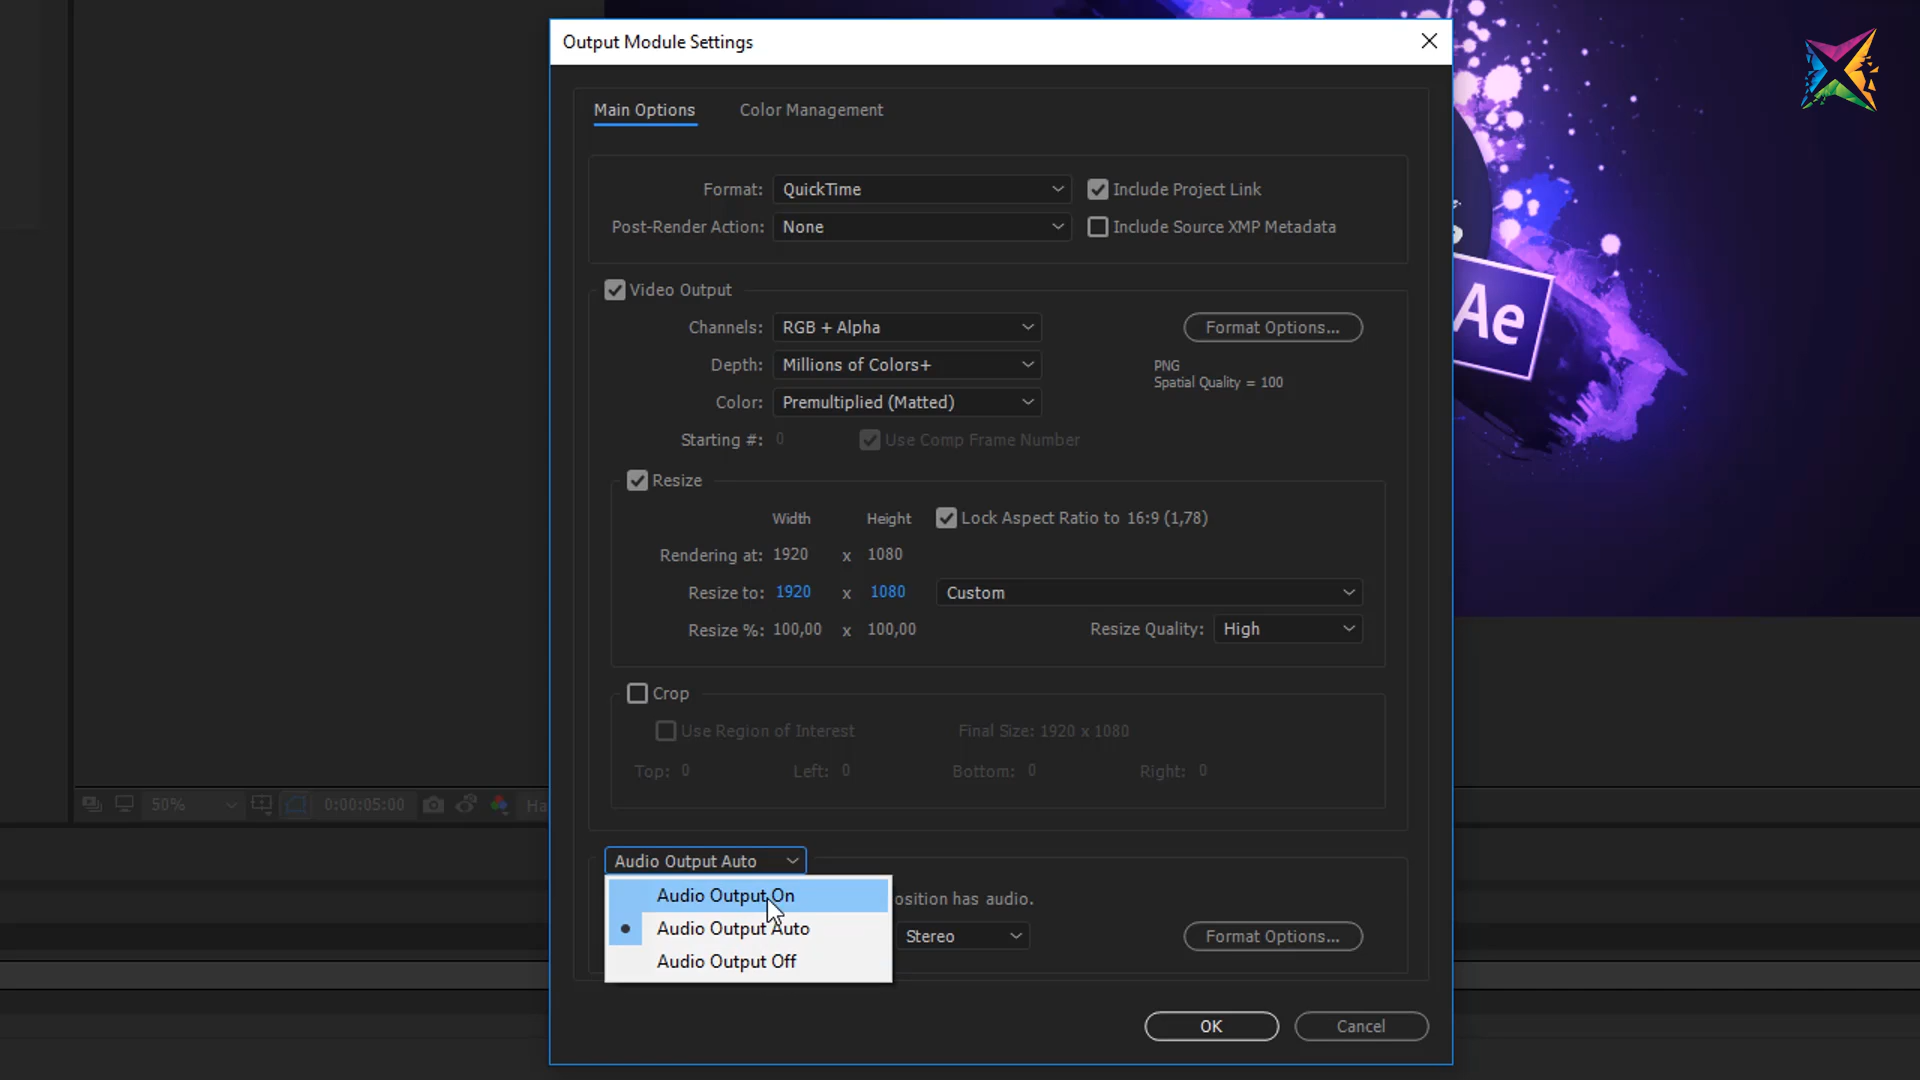 Output Module Settings
Main Options
Color Management
Format: QuickTime
Include Project Link
Post-Render Action: None
Include Source XMP Metadata
Ae
Video Output
Channels: RGB + Alpha
Format Options...
Depth: Millions of Colors+
PNG
Spatial Quality = 100
Color: Premultiplied (Matted)
Starting #: 0
Use Comp Frame Number
Resize
Width Height
Lock Aspect Ratio to 16:9 (1,78)
Rendering at: 1920 x 1080
Resize to: 1920 x 1080 Custom
Resize %: 100,00 x 100,00 Resize Quality: High
Crop
Use Region of Interest
Final Size: 1920 x 1080
Top: 0 Left: 0 Bottom: 0 Right: 0
50% 0:00:05:00 Ha
Audio Output Auto
Audio Output On
osition has audio.
Audio Output Auto
Stereo
Format Options...
Audio Output Off
OK
Cancel